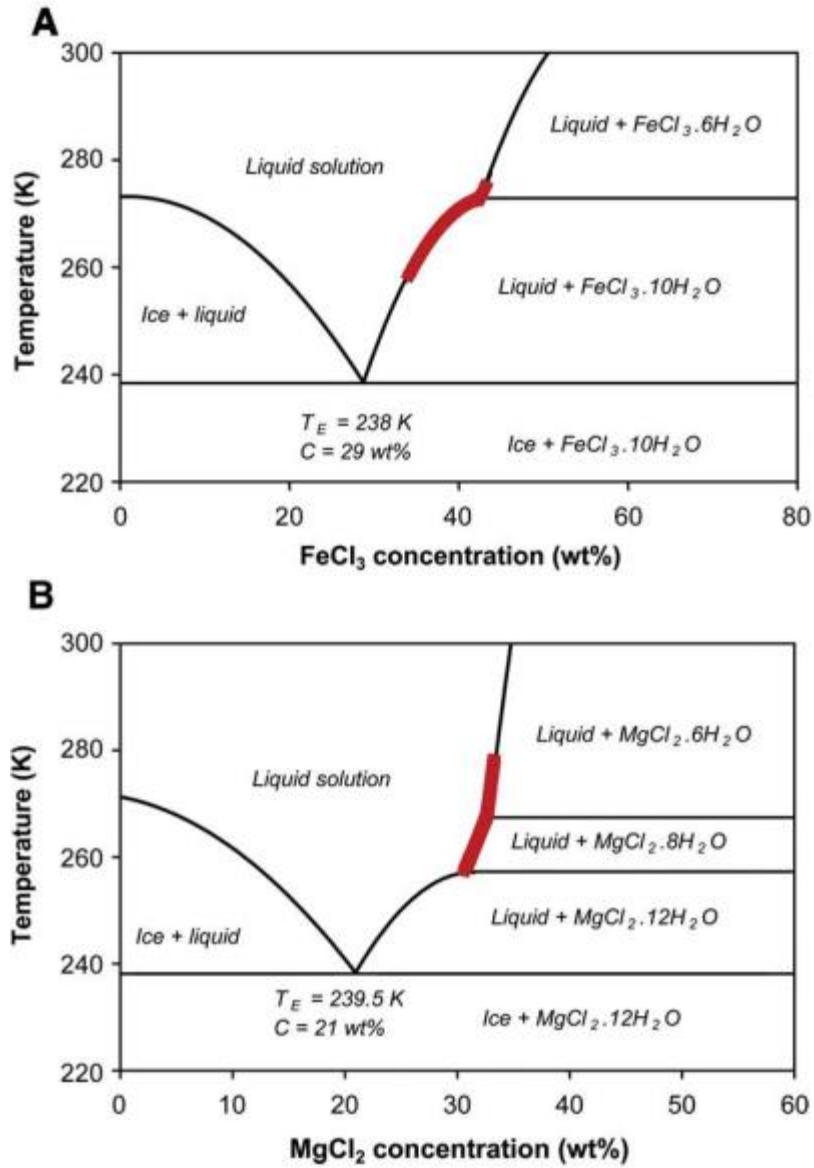 A
300
280
260
240
220
Temperature (K)
Liquid solution
Liquid + FeCl₃.6H₂O
Liquid + FeCl₃.10H₂O
Ice + liquid
T_E = 238 K
C = 29 wt%
Ice + FeCl₃.10H₂O
0 20 40 60 80
FeCl₃ concentration (wt%)
B
300
280
260
240
220
Temperature (K)
Liquid + MgCl₂.6H₂O
Liquid solution
Liquid + MgCl₂.8H₂O
Liquid + MgCl₂.12H₂O
Ice + liquid
T_E = 239.5 K
C = 21 wt%
Ice + MgCl₂.12H₂O
0 10 20 30 40 50 60
MgCl₂ concentration (wt%)